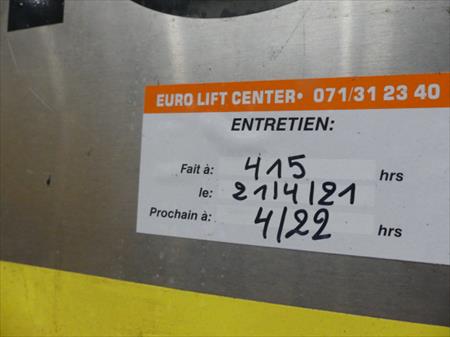 EURO LIFT CENTER• 071/31 23 40
ENTRETIEN:
Fait à: 415 hrs
le: 21/4/21
Prochain à: 4/22 hrs